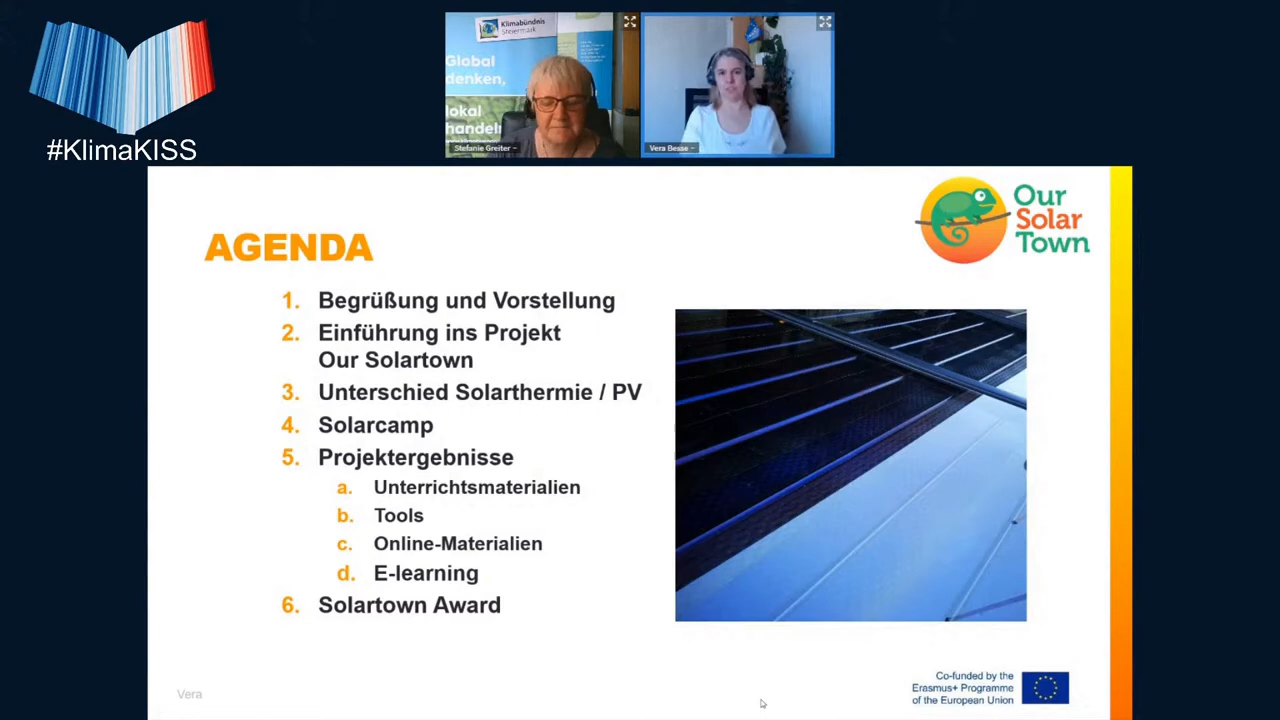 #KlimaKISS
Klimabündnis
Steiermark
Global
denken,
lokal
handeln
Stefanie Greiter
Vera Besse
Our
Solar
Town
AGENDA
1. Begrüßung und Vorstellung
2. Einführung ins Projekt
Our Solartown
3. Unterschied Solarthermie / PV
4. Solarcamp
5. Projektergebnisse
a. Unterrichtsmaterialien
b. Tools
c. Online-Materialien
d. E-learning
6. Solartown Award
Vera
Co-funded by the
Erasmus+ Programme
of the European Union